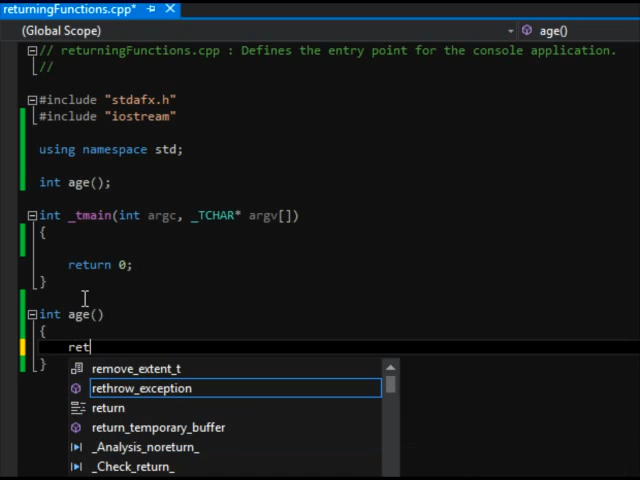 returningFunctions.cpp*
(Global Scope) age()
// returningFunctions.cpp : Defines the entry point for the console application.
//
#include "stdafx.h"
#include "iostream"
using namespace std;
int age();
int _tmain(int argc, _TCHAR* argv[])
{
return 0;
}
int age()
{
ret
}
remove_extent_t
rethrow_exception
return
return_temporary_buffer
_Analysis_noreturn_
_Check_return_